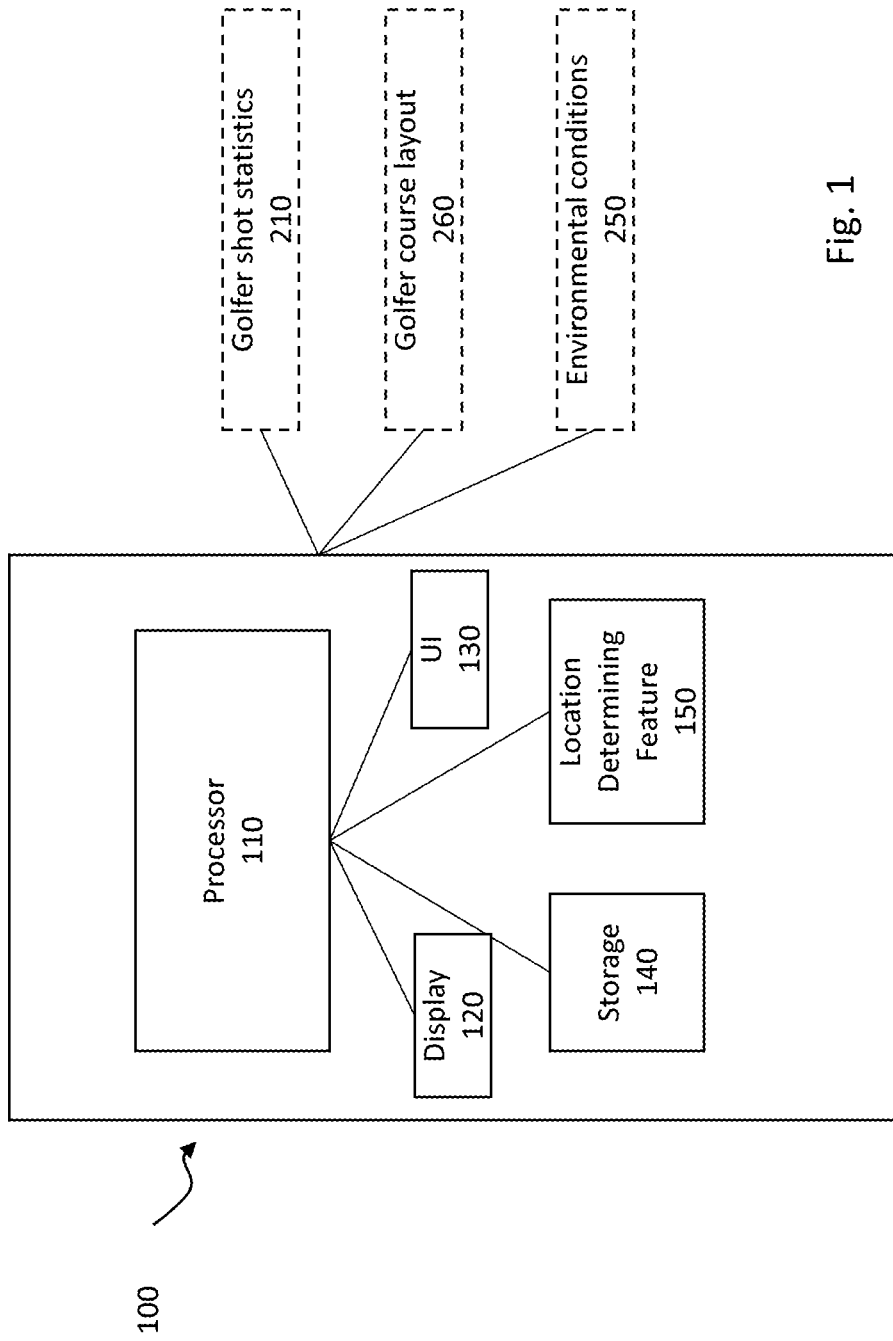 100
Processor
110
Display
120
UI
130
Storage
140
Location
Determining
Feature
150
Golfer shot statistics
210
Golfer course layout
260
Environmental conditions
250
Fig. 1